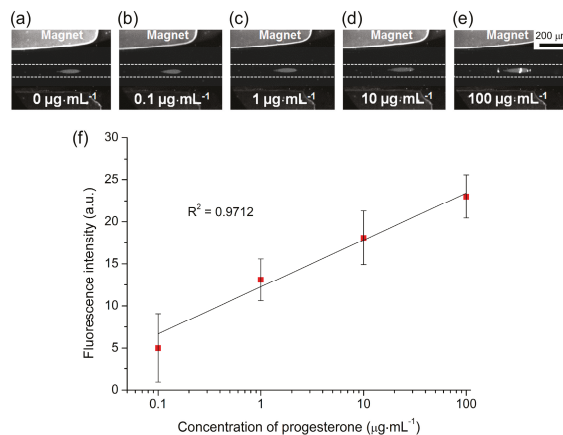 (a) (b) (c) (d) (e)
Magnet Magnet Magnet Magnet Magnet
200 μm
0 μg·mL⁻¹ 0.1 μg·mL⁻¹ 1 μg·mL⁻¹ 10 μg·mL⁻¹ 100 μg·mL⁻¹
(f)
30
25
20
15
10
5
0
R² = 0.9712
Fluorescence intensity (a.u.)
0.1 1 10 100
Concentration of progesterone (μg·mL⁻¹)